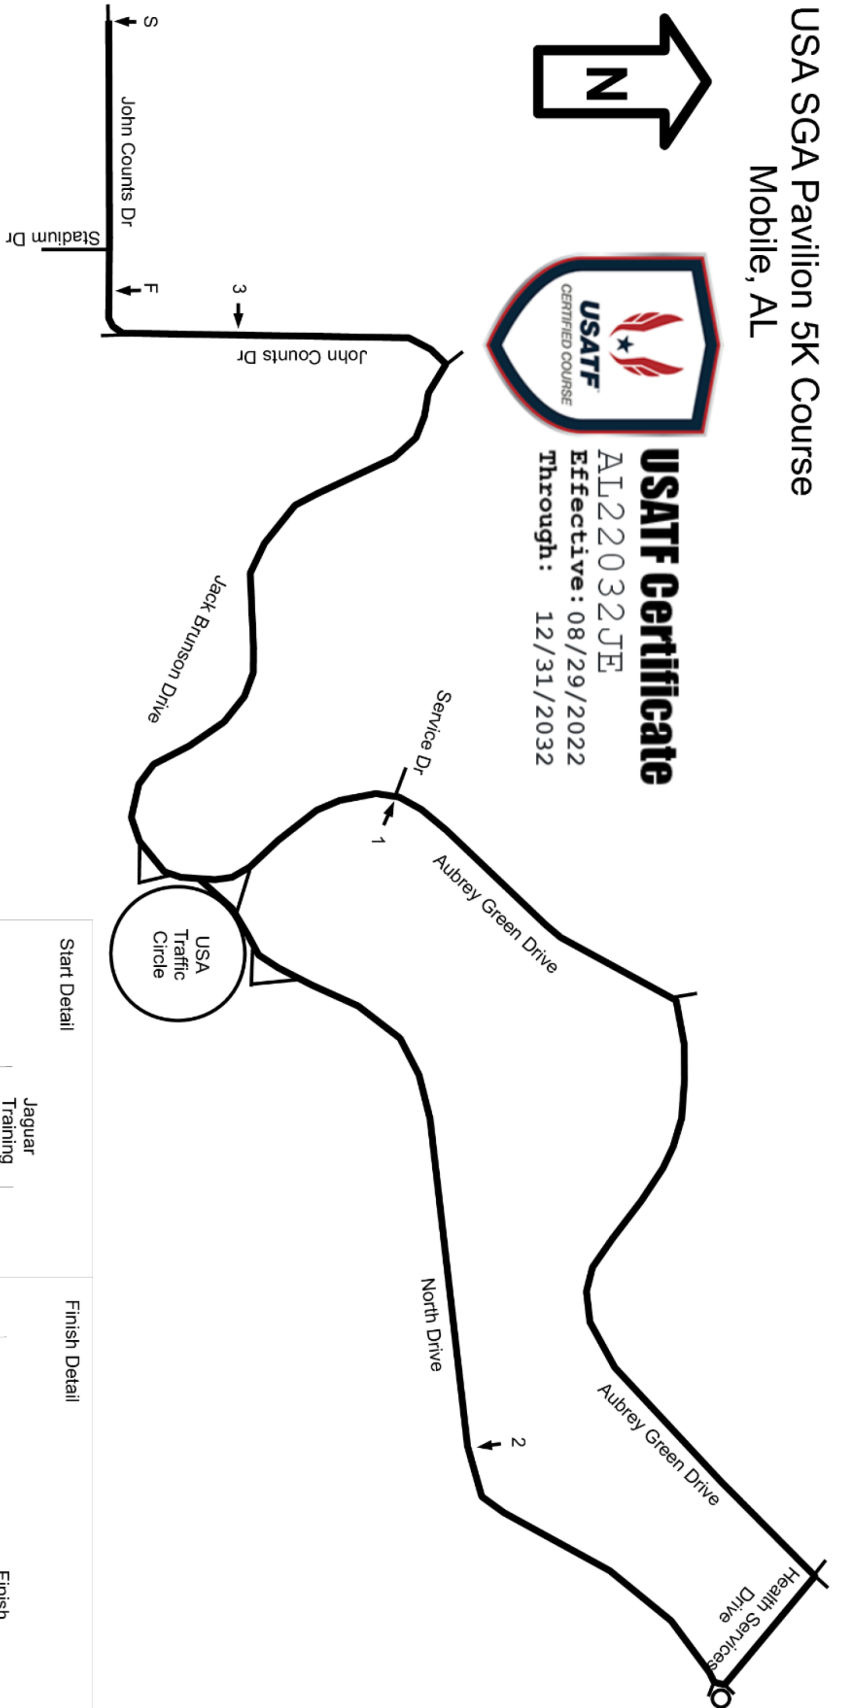 USA SGA Pavilion 5K Course
Mobile, AL
N
USATF
CERTIFIED COURSE
USATF Certificate
AL22032JE
Effective: 08/29/2022
Through: 12/31/2032
S
John Counts Dr
Stadium Dr
F
3
John Counts Dr
Jack Brunson Drive
Service Dr
1
Aubrey Green Drive
USA
Traffic
Circle
North Drive
2
Aubrey Green Drive
Health Services
Drive
Start Detail
Jaguar
Training
Finish Detail
Finish